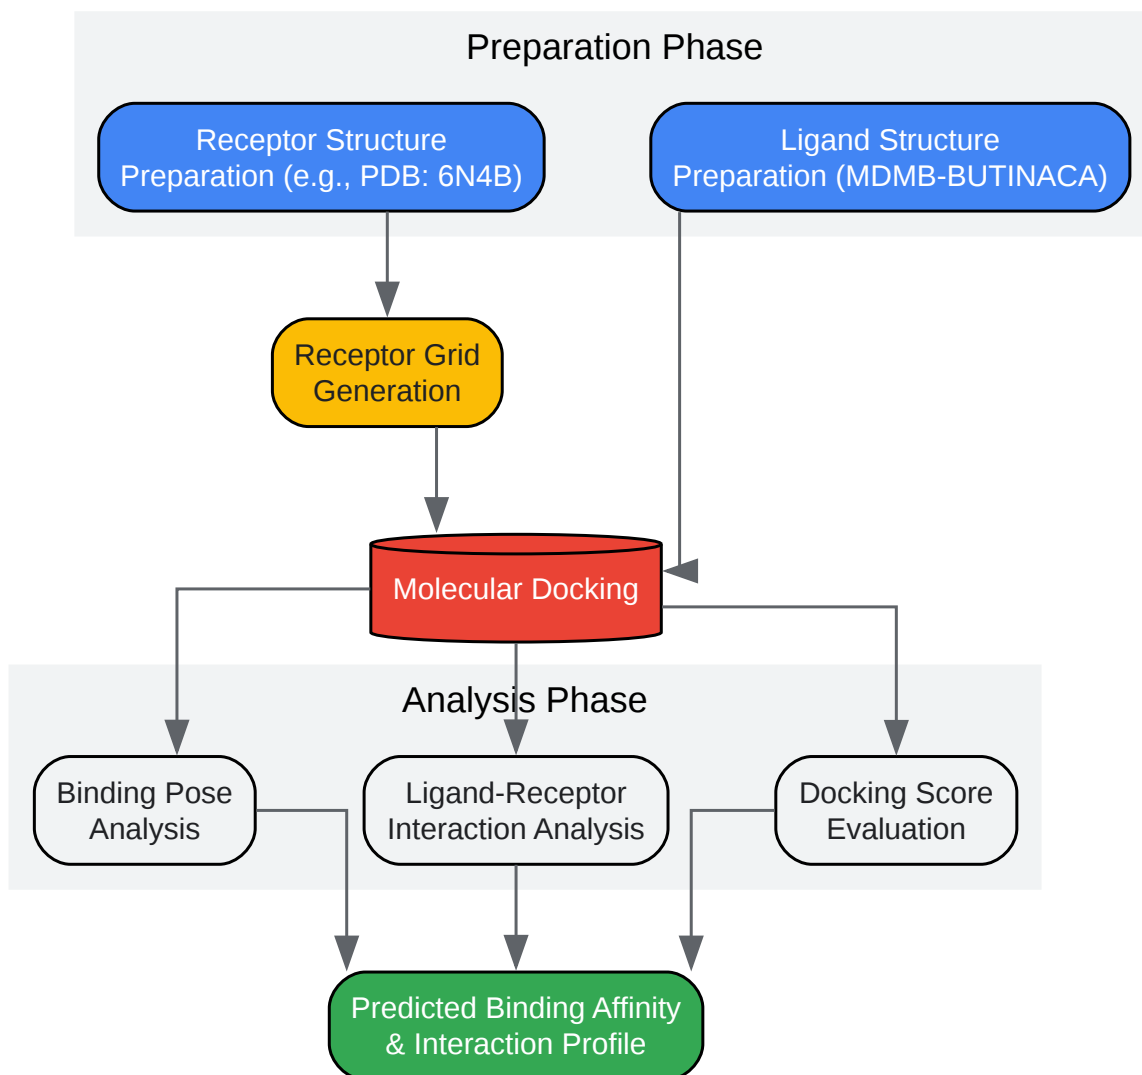 Preparation Phase
Receptor Structure
Preparation (e.g., PDB: 6N4B)
Ligand Structure
Preparation (MDMB-BUTINACA)
Receptor Grid
Generation
Molecular Docking
Analysis Phase
Binding Pose
Analysis
Ligand-Receptor
Interaction Analysis
Docking Score
Evaluation
Predicted Binding Affinity
& Interaction Profile